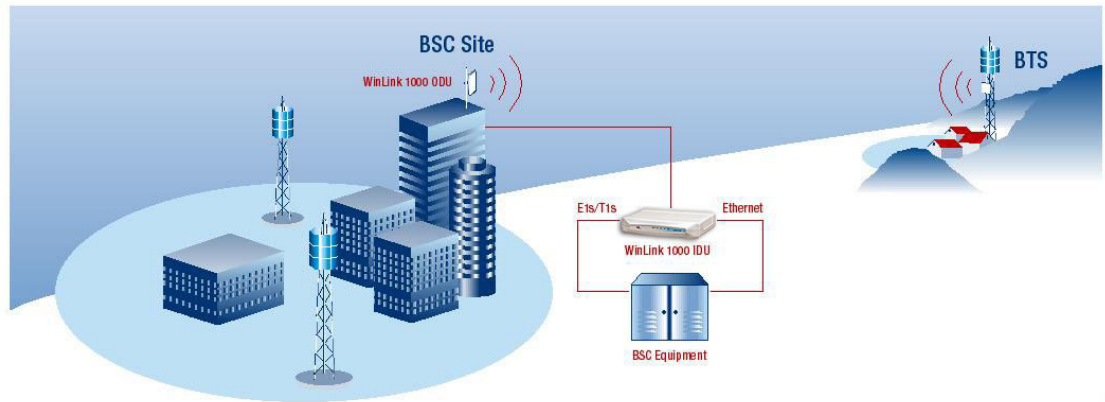 BSC Site
WinLink 1000 ODU
BTS
E1s/T1s
Ethernet
WinLink 1000 IDU
BSC Equipment